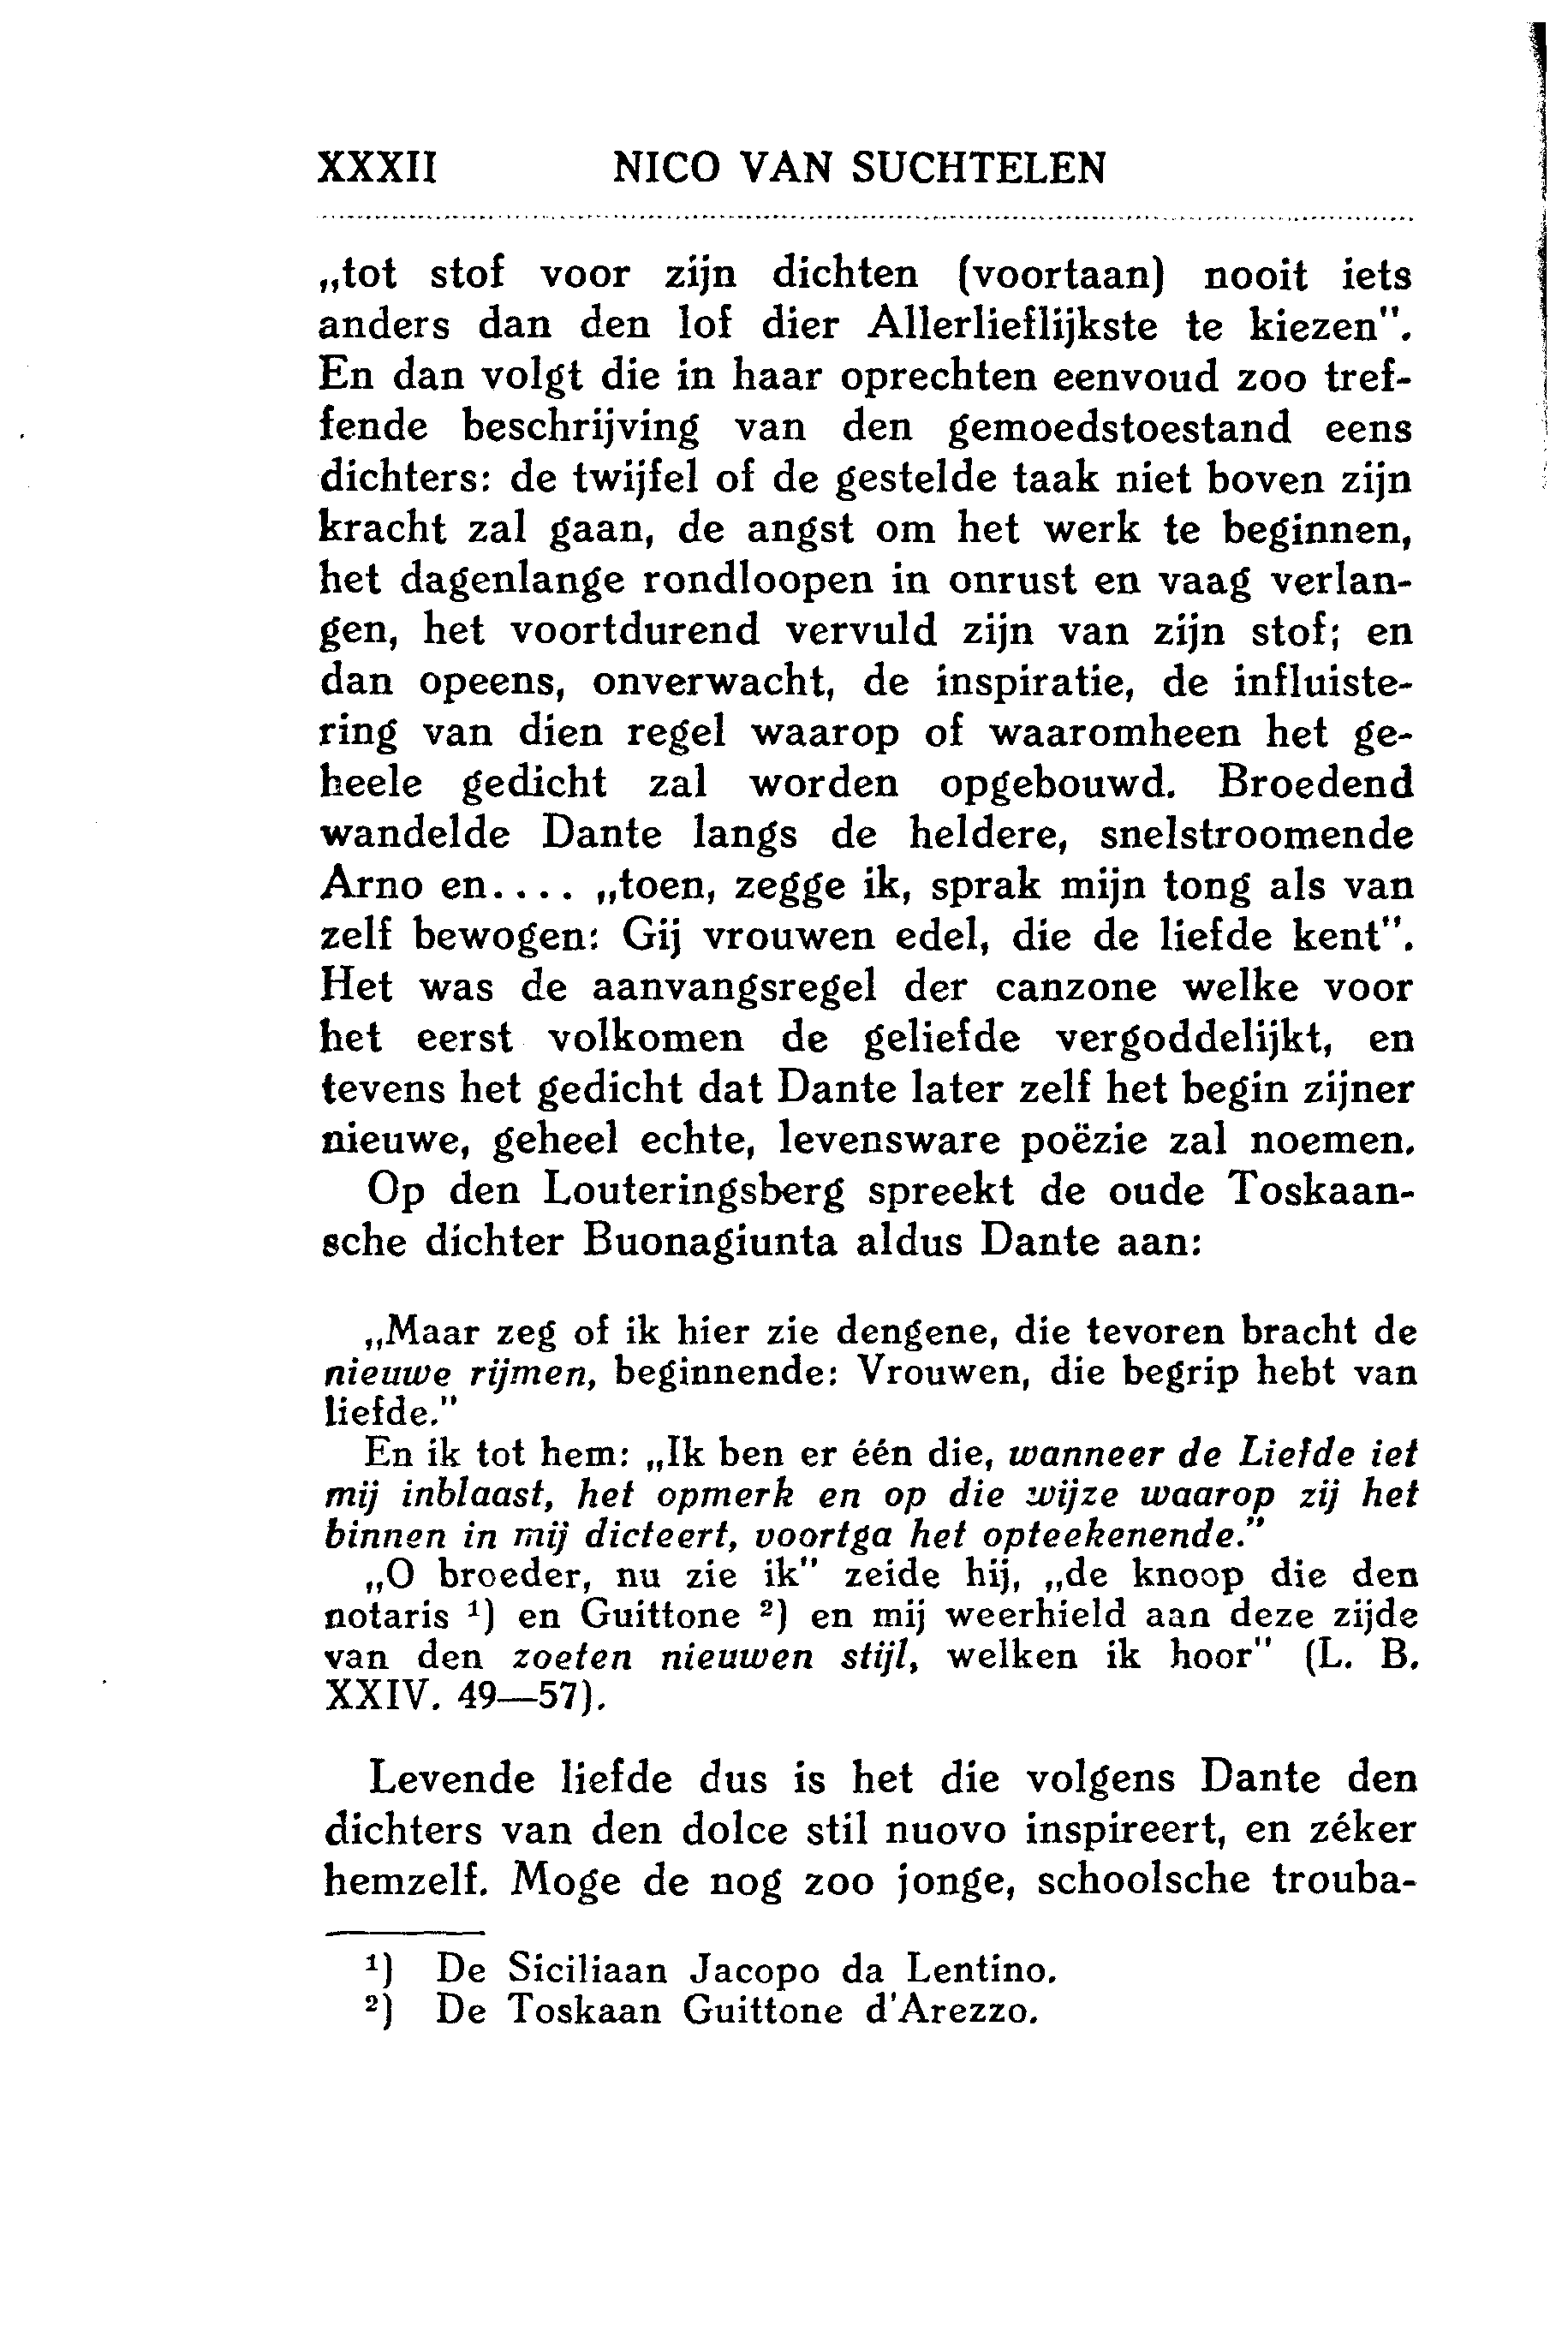 XXXII NICO VAN SUCHTELEN
„tot stof voor zijn dichten (voortaan) nooit iets
anders dan den lof dier Allerlieflijkste te kiezen".
En dan volgt die in haar oprechten eenvoud zoo tref-
fende beschrijving van den gemoedstoestand eens
dichters: de twijfel of de gestelde taak niet boven zijn
kracht zal gaan, de angst om het werk te beginnen,
het dagenlange rondloopen in onrust en vaag verlan-
gen, het voortdurend vervuld zijn van zijn stof; en
dan opeens, onverwacht, de inspiratie, de influiste-
ring van dien regel waarop of waaromheen het ge-
heele gedicht zal worden opgebouwd. Broedend
wandelde Dante langs de heldere, snelstroomende
Arno en.... „toen, zegge ik, sprak mijn tong als van
zelf bewogen: Gij vrouwen edel, die de liefde kent".
Het was de aanvangsregel der canzone welke voor
het eerst volkomen de geliefde vergoddelijkt, en
tevens het gedicht dat Dante later zelf het begin zijner
nieuwe, geheel echte, levensware poëzie zal noemen.
Op den Louteringsberg spreekt de oude Toskaan-
sche dichter Buonagiunta aldus Dante aan:
„Maar zeg of ik hier zie dengene, die tevoren bracht de
nieuwe rijmen, beginnende: Vrouwen, die begrip hebt van
liefde."
En ik tot hem: „Ik ben er één die, wanneer de Liefde iet
mij inblaast, het opmerk en op die wijze waarop zij het
binnen in mij dicteert, voortga het opteekenende."
„O broeder, nu zie ik" zeide hij, „de knoop die den
notaris ¹) en Guittone ²) en mij weerhield aan deze zijde
van den zoeten nieuwen stijl, welken ik hoor" (L. B.
XXIV. 49—57).
Levende liefde dus is het die volgens Dante den
dichters van den dolce stil nuovo inspireert, en zéker
hemzelf. Moge de nog zoo jonge, schoolsche trouba-
¹) De Siciliaan Jacopo da Lentino.
²) De Toskaan Guittone d'Arezzo.